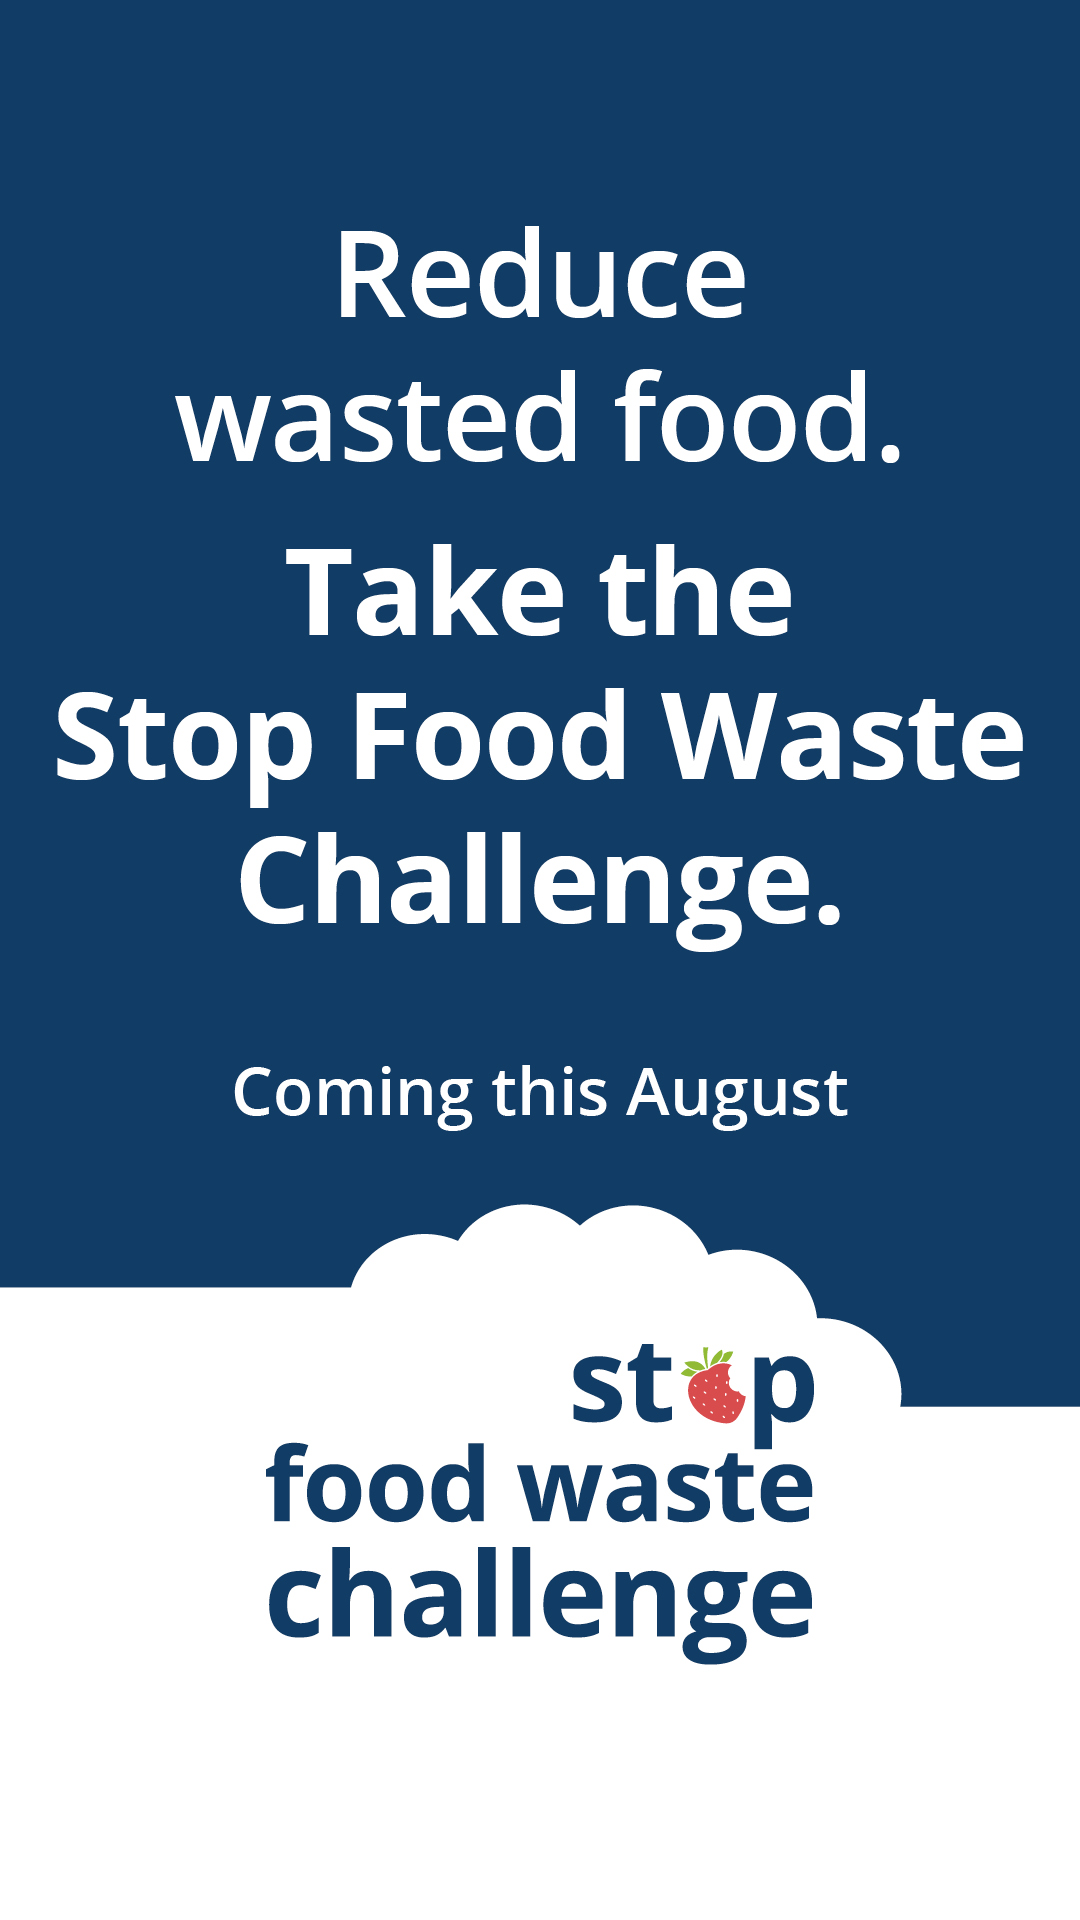 Reduce
wasted food.
Take the
Stop Food Waste
Challenge.
Coming this August
stop
food waste
challenge